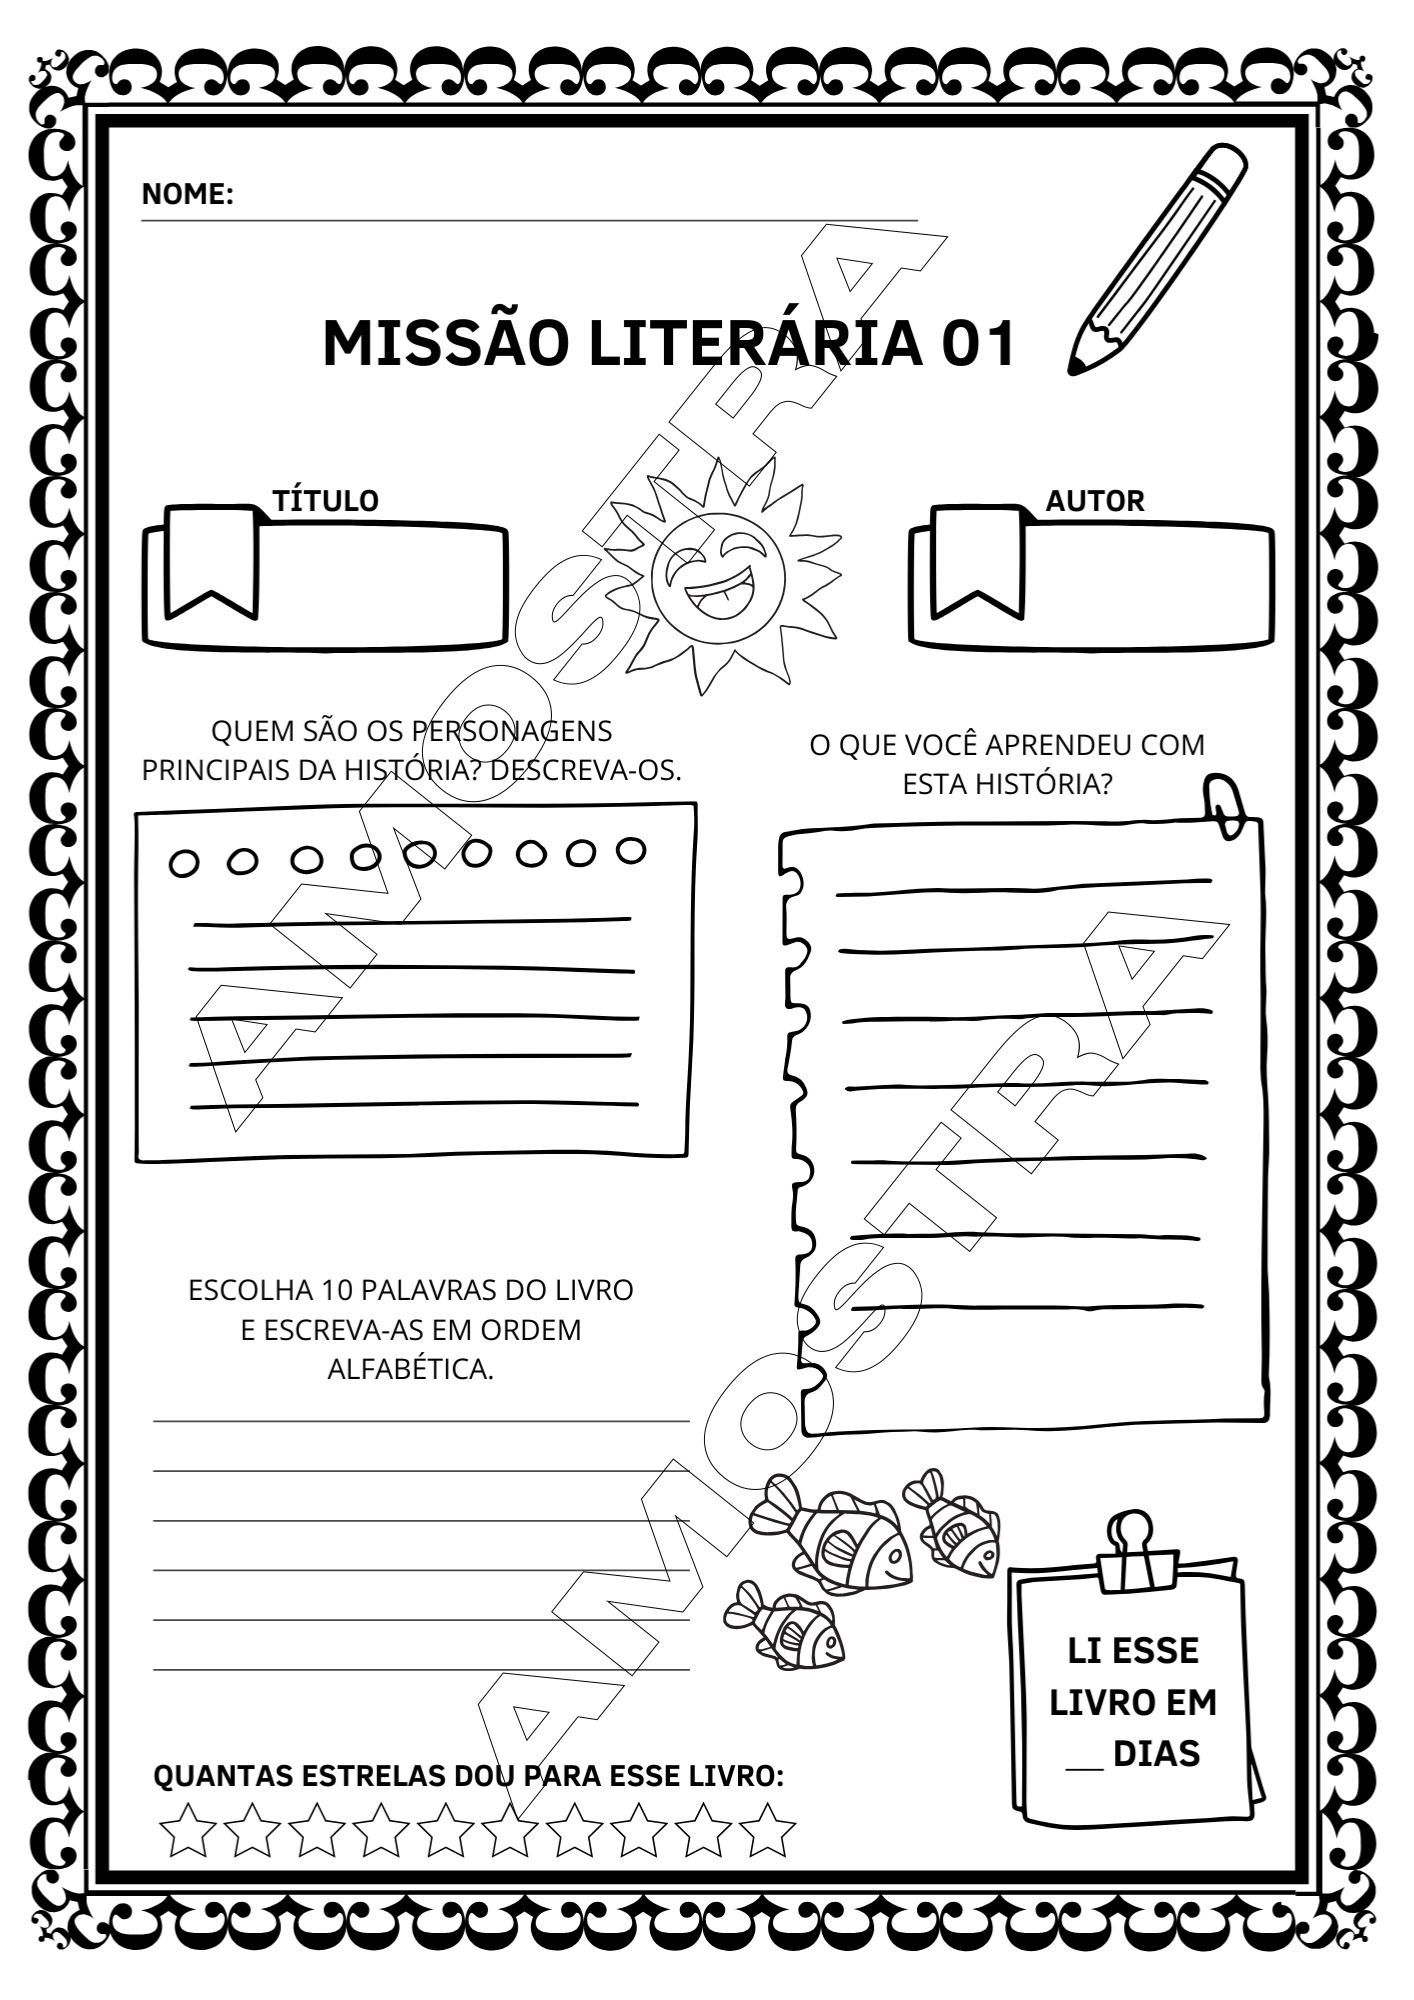 NOME:
MISSÃO LITERÁRIA 01
TÍTULO
AUTOR
QUEM SÃO OS PERSONAGENS
PRINCIPAIS DA HISTÓRIA? DESCREVA-OS.
O QUE VOCÊ APRENDEU COM
ESTA HISTÓRIA?
ESCOLHA 10 PALAVRAS DO LIVRO
E ESCREVA-AS EM ORDEM
ALFABÉTICA.
LI ESSE
LIVRO EM
__ DIAS
QUANTAS ESTRELAS DOU PARA ESSE LIVRO:
AMOSTRA
AMOSTRA